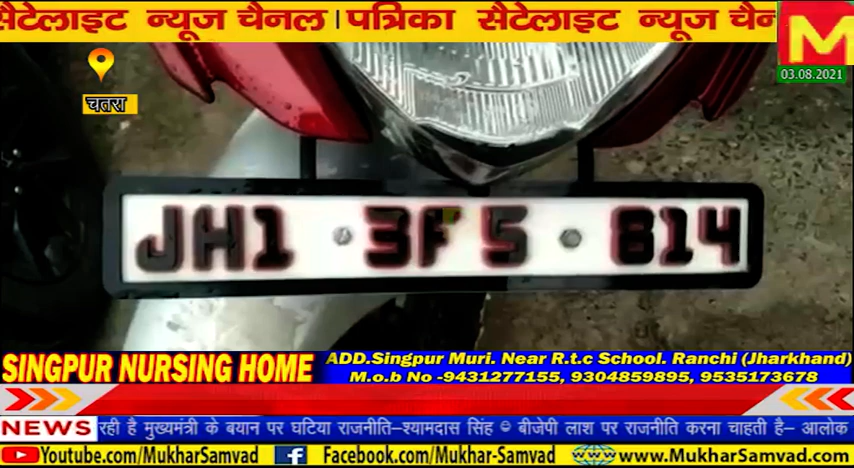 सैटेलाइट न्यूज चैनल | पत्रिका सैटेलाइट न्यूज
M
03.08.2021
चतरा
JH1 3F 5 814
SINGPUR NURSING HOME
ADD.Singpur Muri. Near R.t.c School. Ranchi (Jharkhand)
M.o.b No -9431277155, 9304859895, 9535173678
NEWS रही है मुख्यमंत्री के बयान पर घटिया राजनीति–श्यामदास सिंह © बीजेपी लाश पर राजनीति करना चाहती है– आलोक
Youtube.com/MukharSamvad Facebook.com/Mukhar-Samvad www.MukharSamvad.com